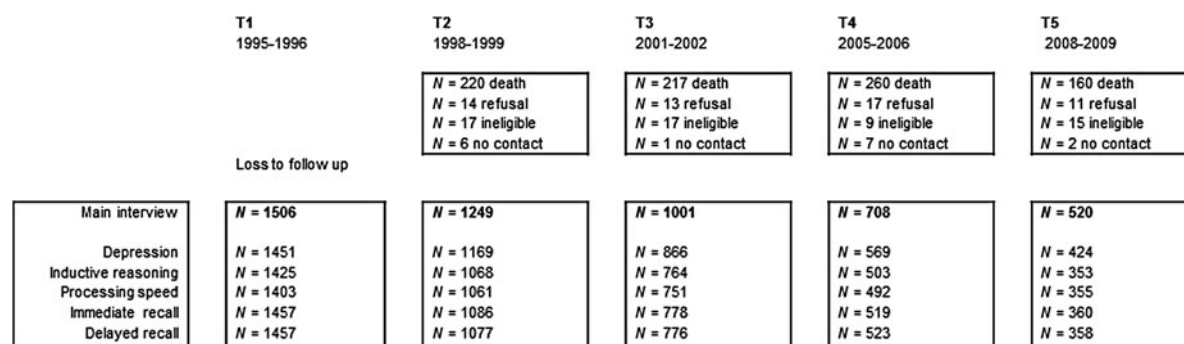 T1 T2 T3 T4 T5
1995-1996 1998-1999 2001-2002 2005-2006 2008-2009
N = 220 death N = 217 death N = 260 death N = 160 death
N = 14 refusal N = 13 refusal N = 17 refusal N = 11 refusal
N = 17 ineligible N = 17 ineligible N = 9 ineligible N = 15 ineligible
N = 6 no contact N = 1 no contact N = 7 no contact N = 2 no contact
Loss to follow up
Main interview N = 1506 N = 1249 N = 1001 N = 708 N = 520
Depression N = 1451 N = 1169 N = 866 N = 569 N = 424
Inductive reasoning N = 1425 N = 1068 N = 764 N = 503 N = 353
Processing speed N = 1403 N = 1061 N = 751 N = 492 N = 355
Immediate recall N = 1457 N = 1086 N = 778 N = 519 N = 360
Delayed recall N = 1457 N = 1077 N = 776 N = 523 N = 358